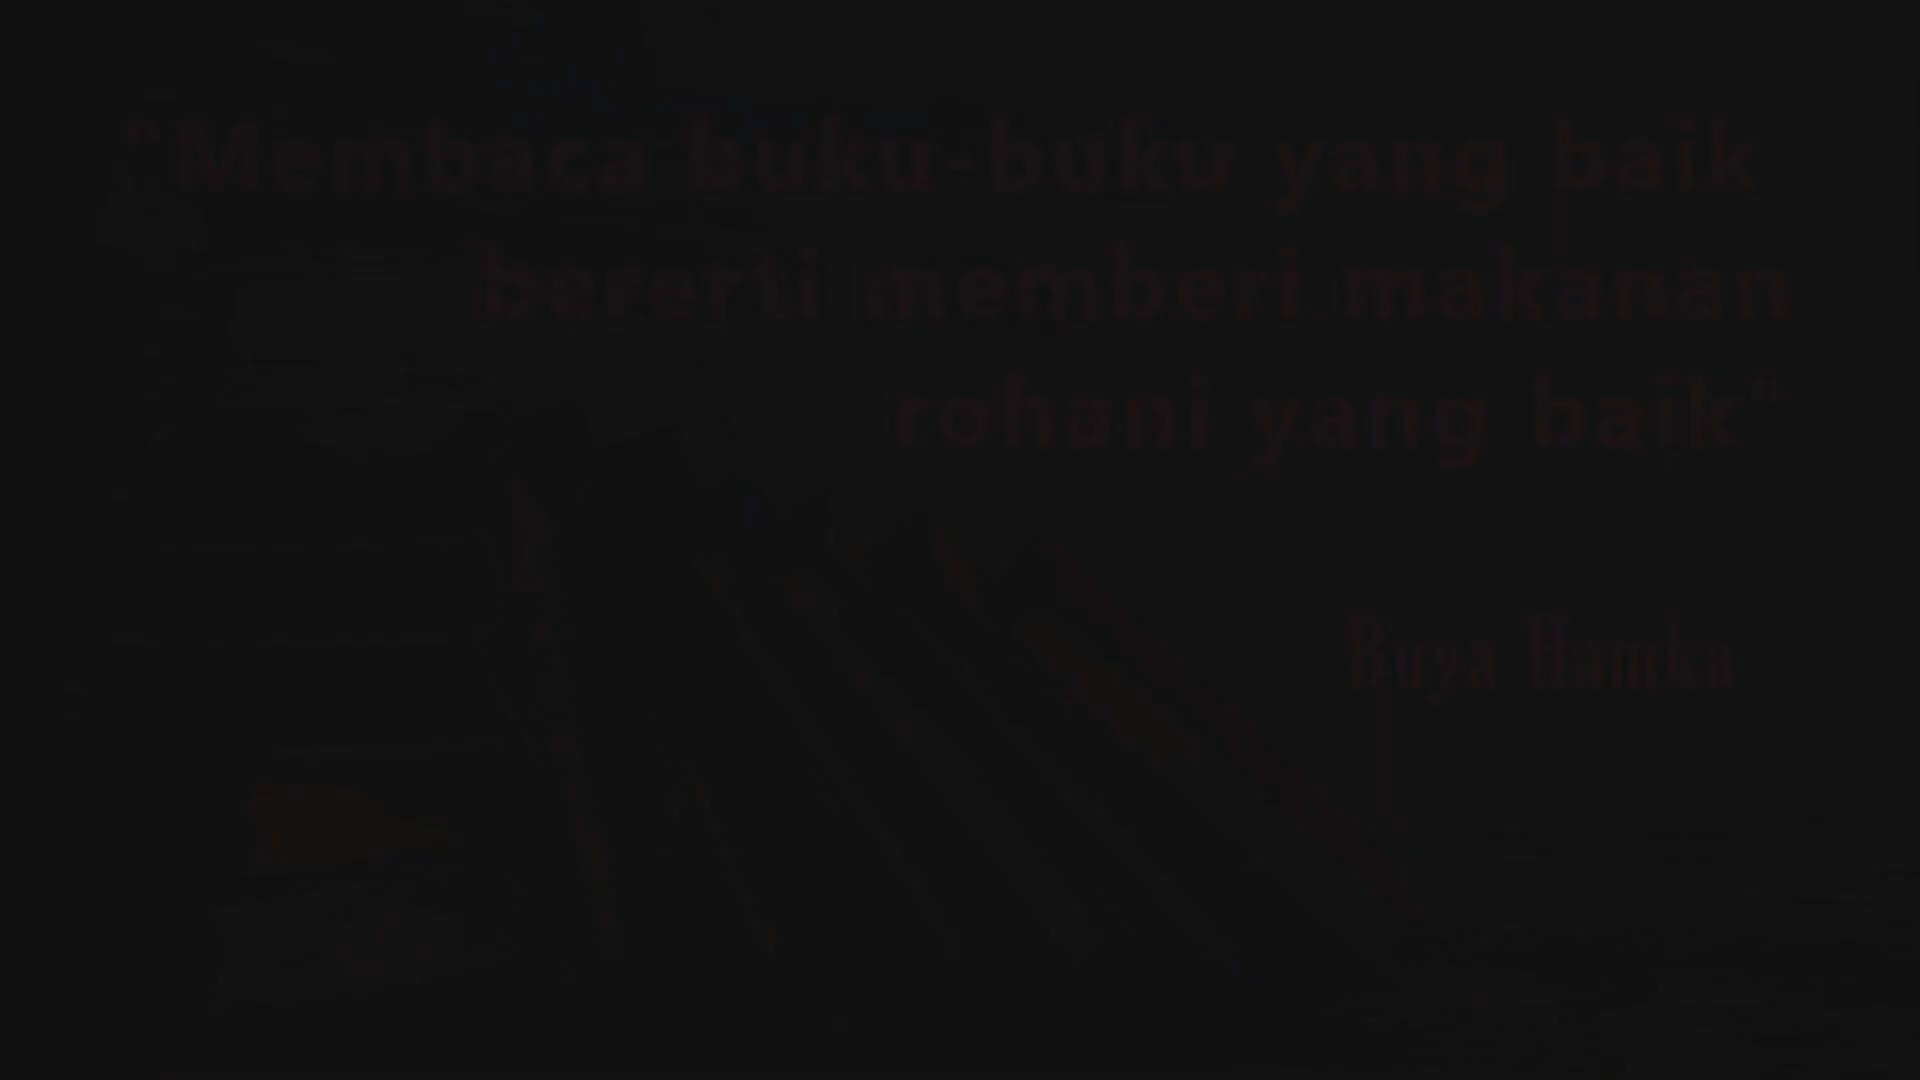 "Membaca buku-buku yang baik
bererti memberi makanan
rohani yang baik"
Buya Hamka